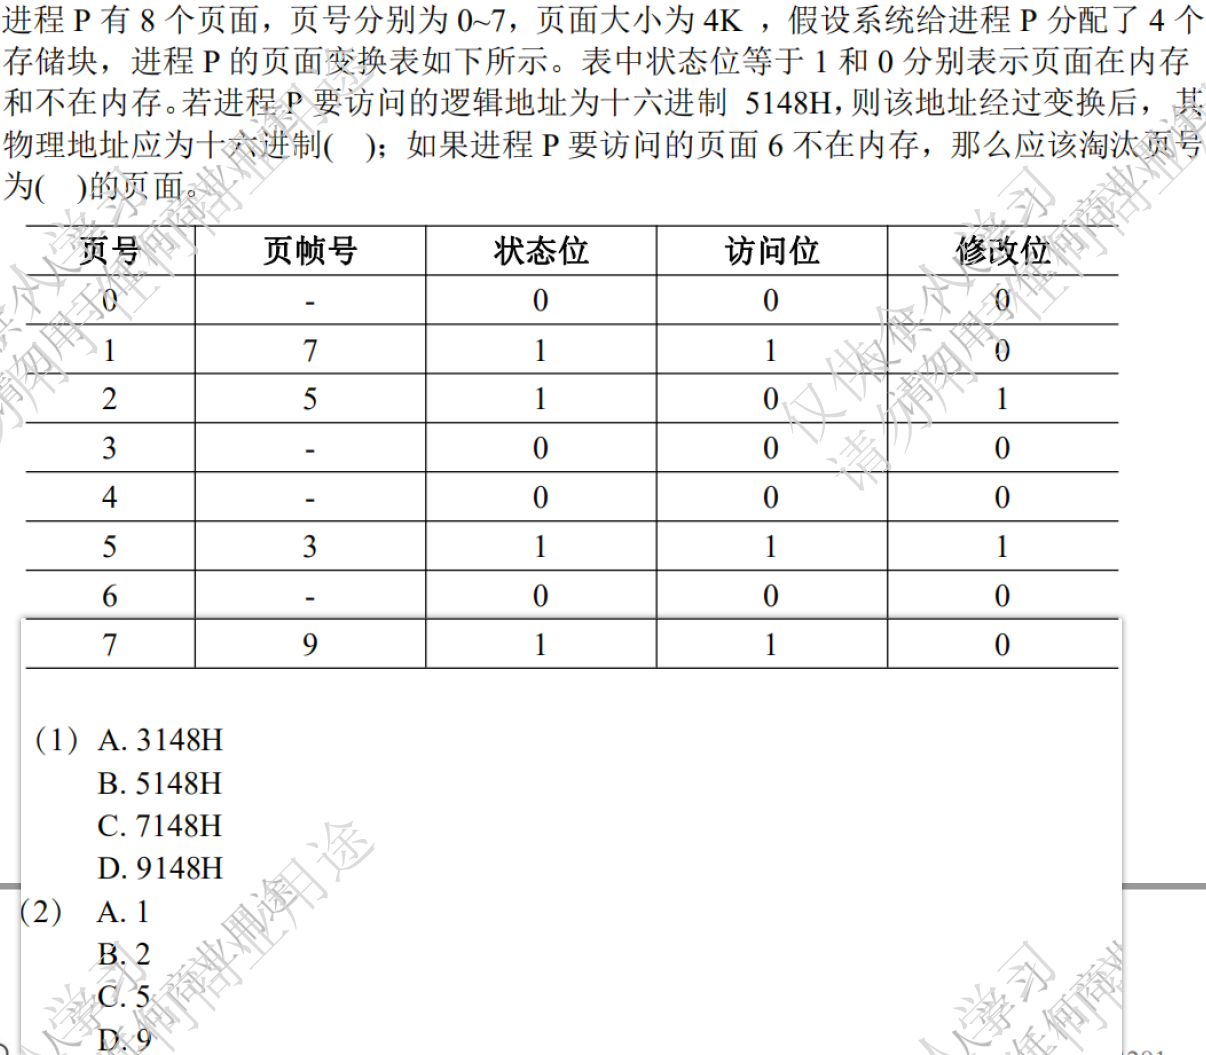 进程 P 有 8 个页面，页号分别为 0~7，页面大小为 4K ，假设系统给进程 P 分配了 4 个
存储块，进程 P 的页面变换表如下所示。表中状态位等于 1 和 0 分别表示页面在内存
和不在内存。若进程 P 要访问的逻辑地址为十六进制 5148H，则该地址经过变换后，其
物理地址应为十六进制( )；如果进程 P 要访问的页面 6 不在内存，那么应该淘汰页号
为( )的页面。
页号 页帧号 状态位 访问位 修改位
0 - 0 0 0
1 7 1 1 0
2 5 1 0 1
3 - 0 0 0
4 - 0 0 0
5 3 1 1 1
6 - 0 0 0
7 9 1 1 0
（1）A. 3148H
B. 5148H
C. 7148H
D. 9148H
（2） A. 1
B. 2
C. 5
D. 9